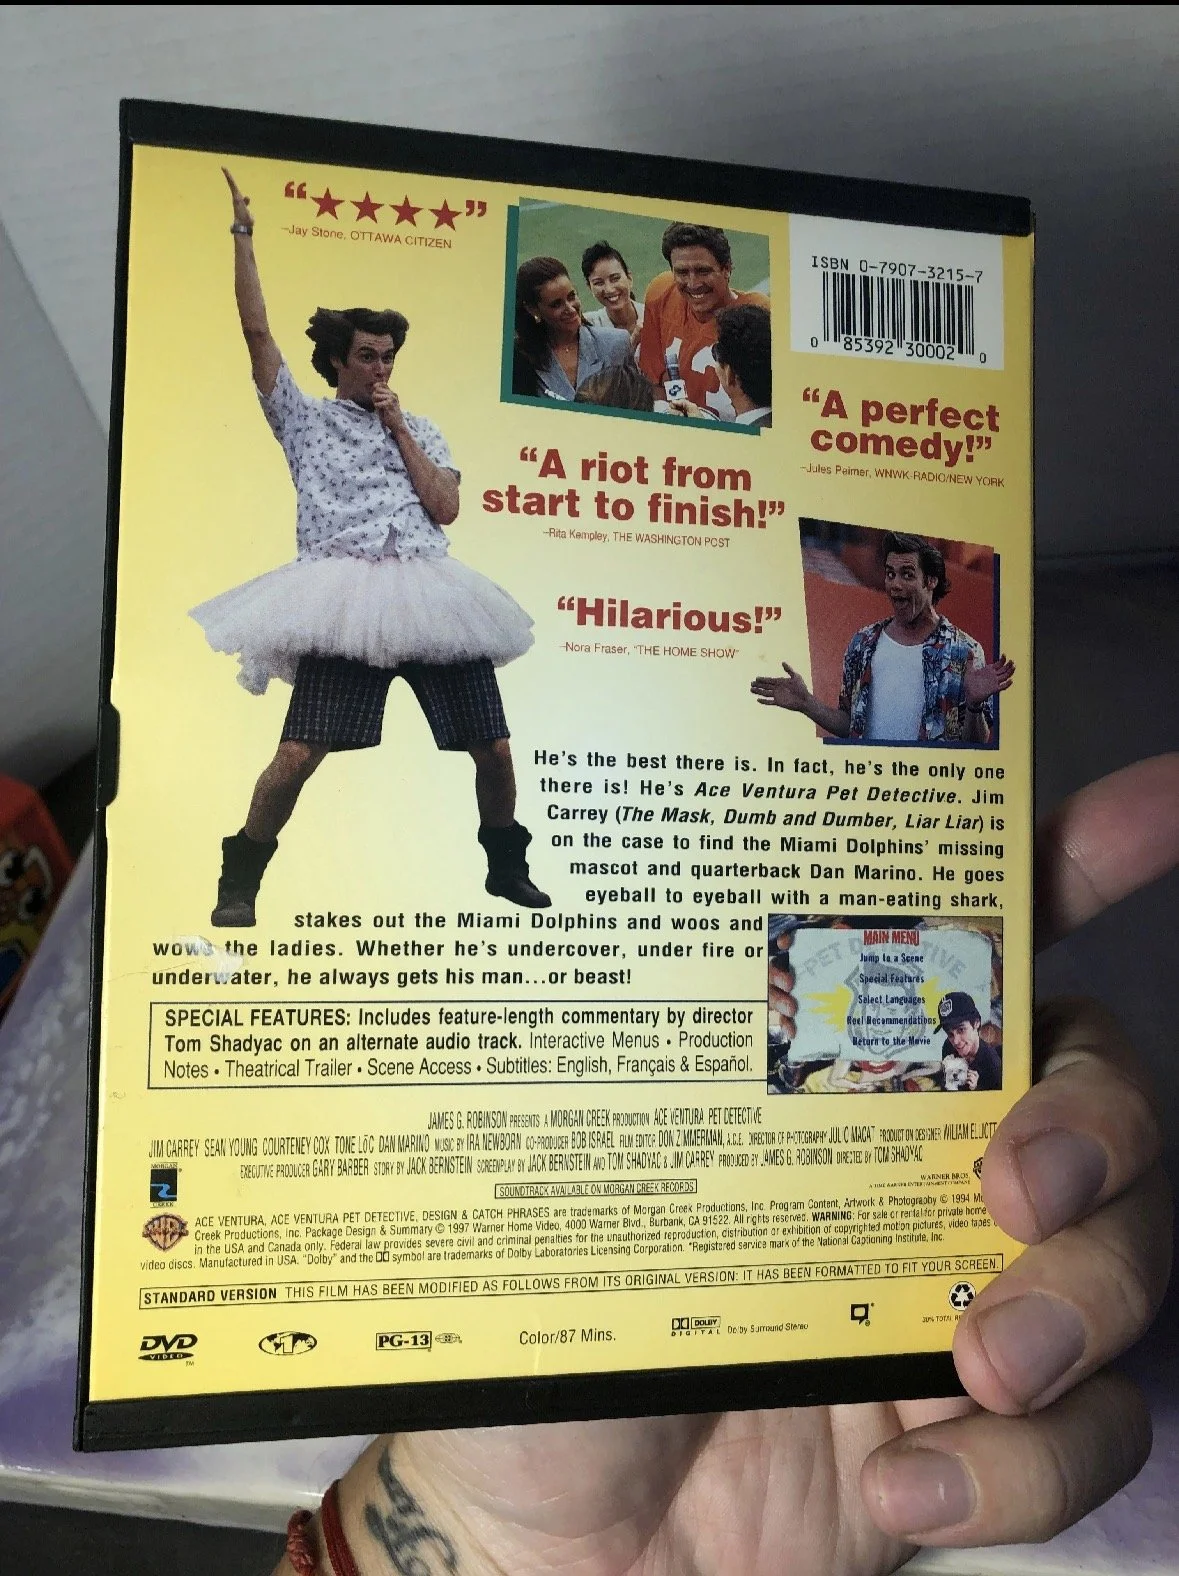 “★★★★”
–Jay Stone, OTTAWA CITIZEN
ISBN 0-7907-3215-7
0 85392 30002 0
“A perfect
comedy!”
–Jules Peimer, WNWK-RADIO/NEW YORK
“A riot from
start to finish!”
–Rita Kempley, THE WASHINGTON POST
“Hilarious!”
–Nora Fraser, "THE HOME SHOW"
He's the best there is. In fact, he's the only one
there is! He's Ace Ventura Pet Detective. Jim
Carrey (The Mask, Dumb and Dumber, Liar Liar) is
on the case to find the Miami Dolphins' missing
mascot and quarterback Dan Marino. He goes
eyeball to eyeball with a man-eating shark,
stakes out the Miami Dolphins and woos and
wows the ladies. Whether he's undercover, under fire or
underwater, he always gets his man...or beast!
MAIN MENU
Jump to a Scene
Special Features
Select Languages
Reel Recommendations
Return to the Movie
SPECIAL FEATURES: Includes feature-length commentary by director
Tom Shadyac on an alternate audio track. Interactive Menus • Production
Notes • Theatrical Trailer • Scene Access • Subtitles: English, Français & Español.
JAMES G. ROBINSON PRESENTS A MORGAN CREEK PRODUCTION ACE VENTURA PET DETECTIVE
JIM CARREY SEAN YOUNG COURTENEY COX TONE LŌC DAN MARINO MUSIC BY IRA NEWBORN CO-PRODUCER BOB ISRAEL FILM EDITOR DON ZIMMERMAN, A.C.E. DIRECTOR OF PHOTOGRAPHY JULIO MACAT PRODUCTION DESIGNER WILLIAM ELLIOTT
EXECUTIVE PRODUCER GARY BARBER STORY BY JACK BERNSTEIN SCREENPLAY BY JACK BERNSTEIN AND TOM SHADYAC & JIM CARREY PRODUCED BY JAMES G. ROBINSON DIRECTED BY TOM SHADYAC
MORGAN CREEK
SOUNDTRACK AVAILABLE ON MORGAN CREEK RECORDS
WARNER BROS.
ACE VENTURA, ACE VENTURA PET DETECTIVE, DESIGN & CATCH PHRASES are trademarks of Morgan Creek Productions, Inc. Program Content, Artwork & Photography © 1994
Creek Productions, Inc. Package Design & Summary © 1997 Warner Home Video, 4000 Warner Blvd., Burbank, CA 91522. All rights reserved. WARNING: For sale or rental for private home
in the USA and Canada only. Federal law provides severe civil and criminal penalties for the unauthorized reproduction, distribution or exhibition of copyrighted motion pictures, video tapes
video discs. Manufactured in USA. "Dolby" and the DD symbol are trademarks of Dolby Laboratories Licensing Corporation. *Registered service mark of the National Captioning Institute, Inc.
STANDARD VERSION THIS FILM HAS BEEN MODIFIED AS FOLLOWS FROM ITS ORIGINAL VERSION: IT HAS BEEN FORMATTED TO FIT YOUR SCREEN.
DVD VIDEO TM
1
PG-13
Color/87 Mins.
DOLBY DIGITAL Dolby Surround Stereo